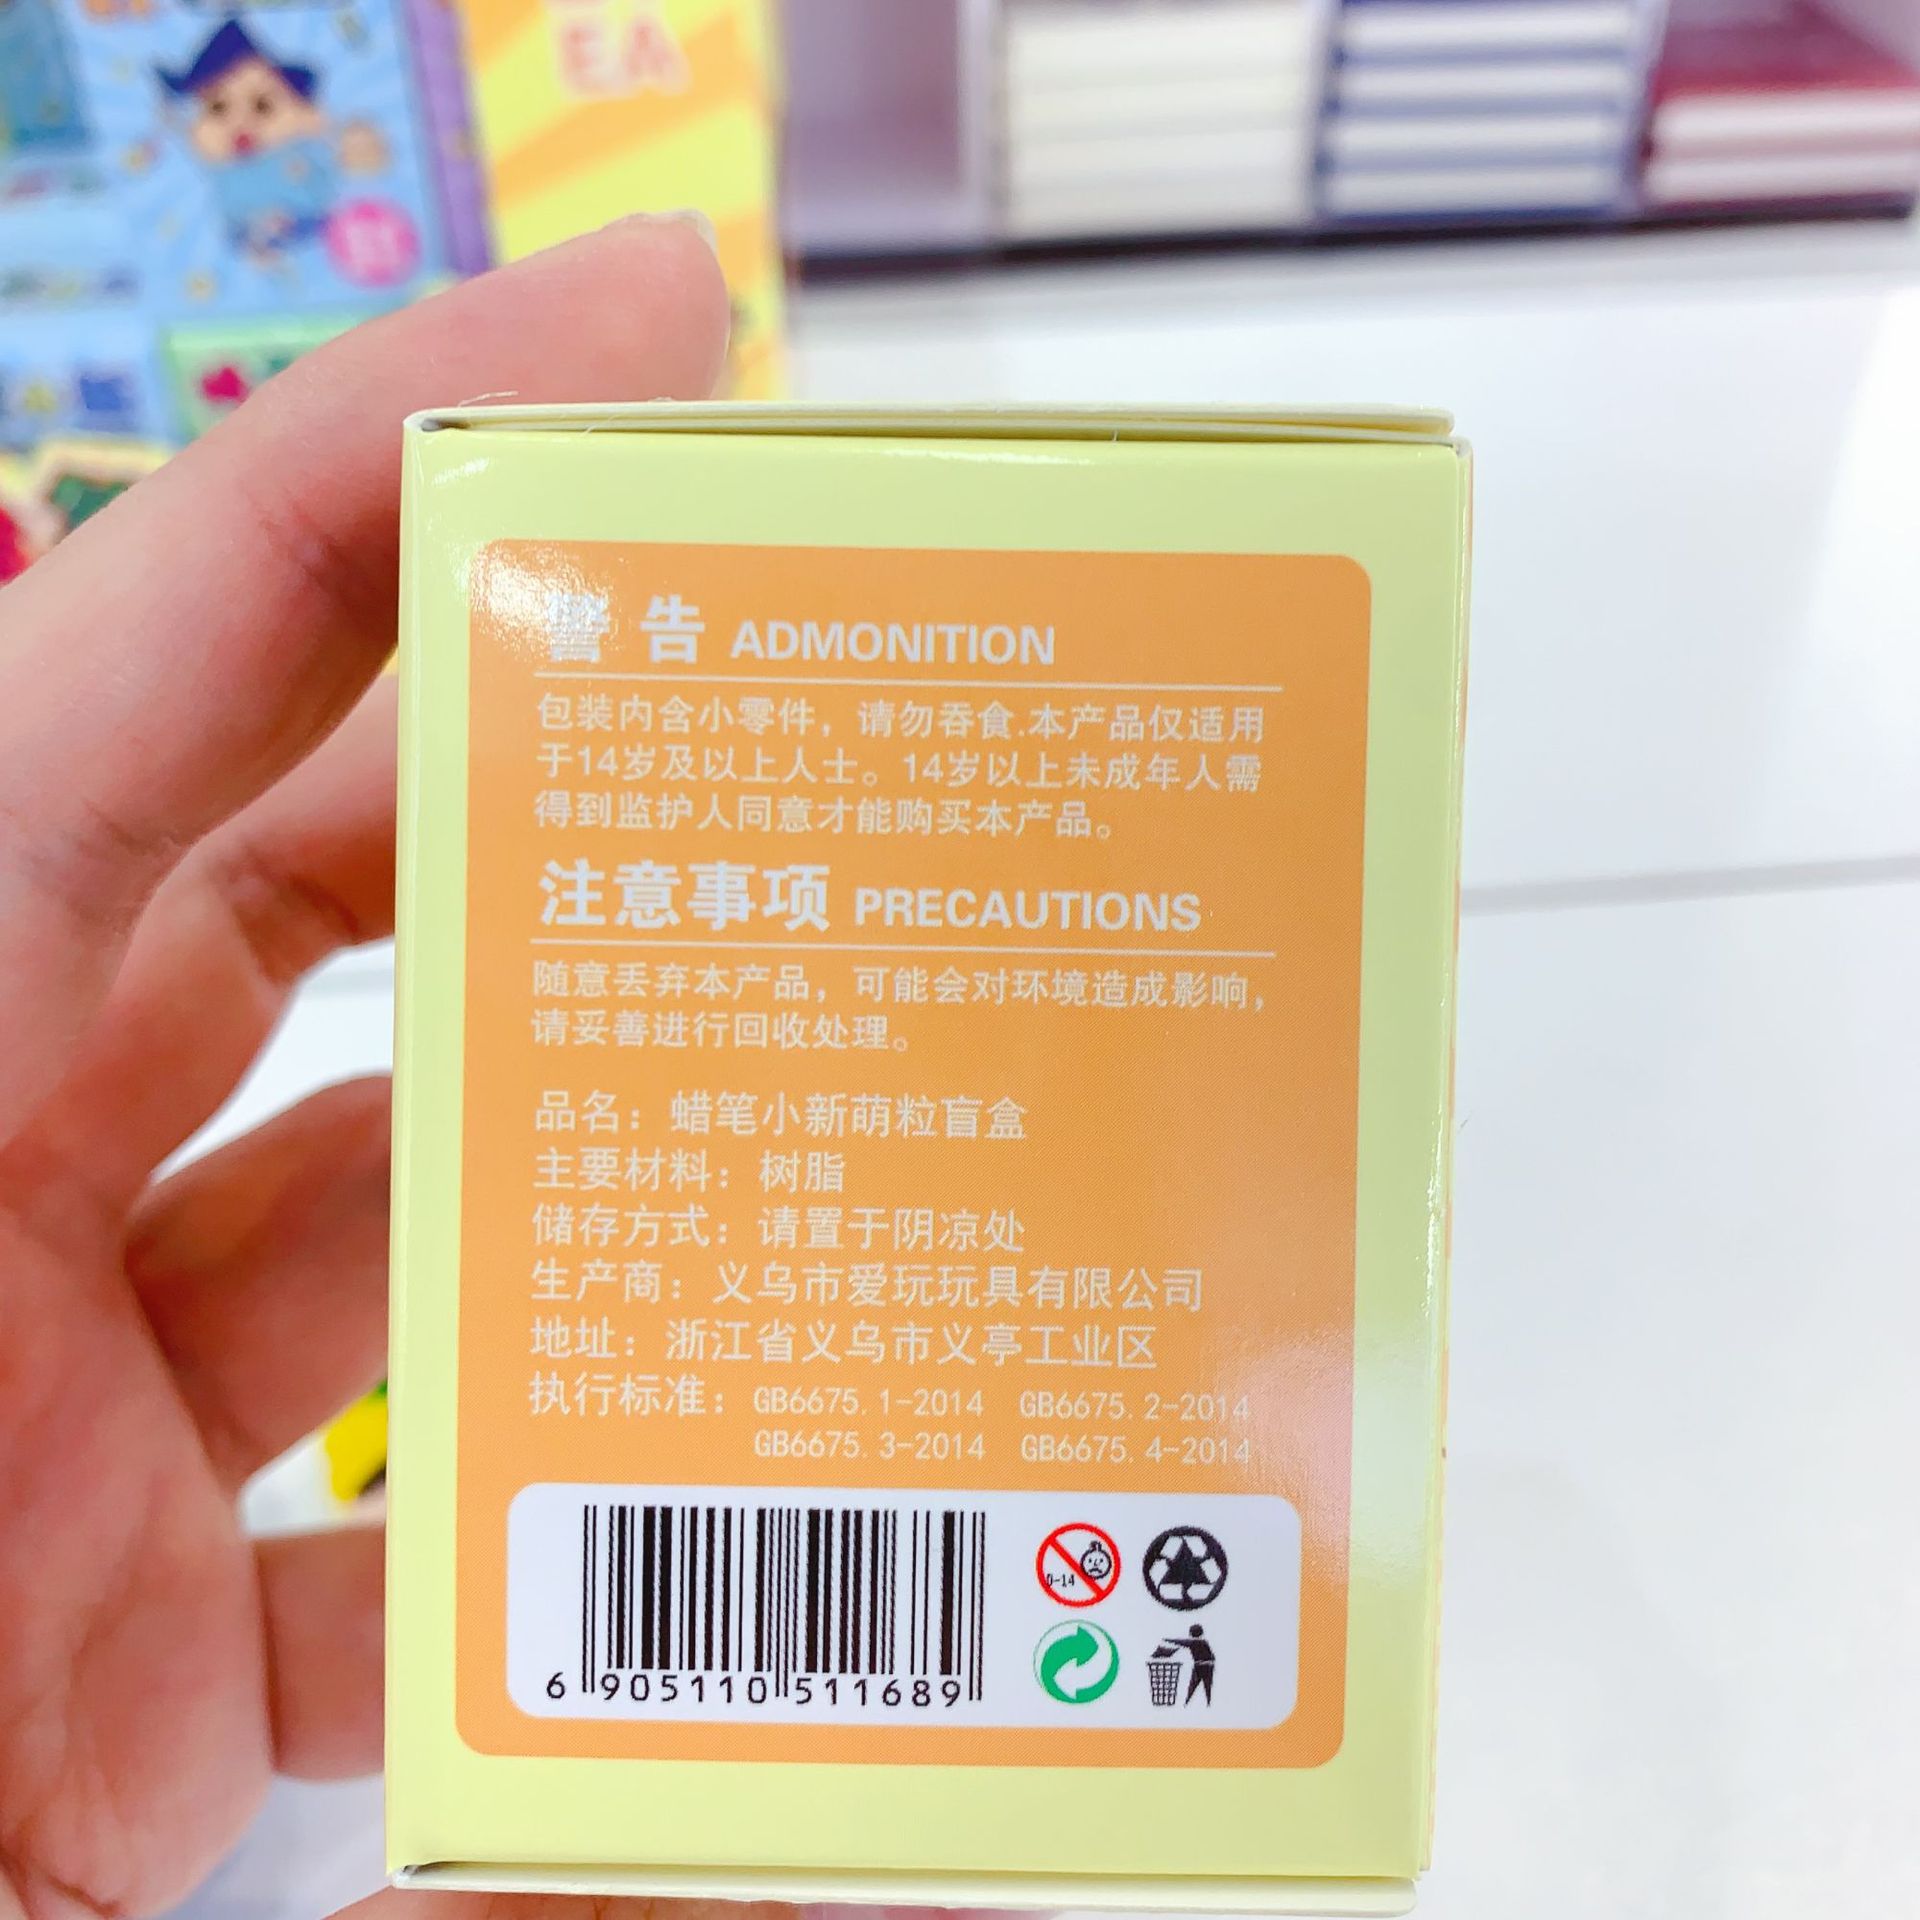 EA
警告 ADMONITION
包装内含小零件，请勿吞食.本产品仅适用
于14岁及以上人士。14岁以上未成年人需
得到监护人同意才能购买本产品。
注意事项 PRECAUTIONS
随意丢弃本产品，可能会对环境造成影响，
请妥善进行回收处理。
品名：蜡笔小新萌粒盲盒
主要材料：树脂
储存方式：请置于阴凉处
生产商：义乌市爱玩玩具有限公司
地址：浙江省义乌市义亭工业区
执行标准：GB6675.1-2014 GB6675.2-2014
GB6675.3-2014 GB6675.4-2014
0-14
6 905110 511689